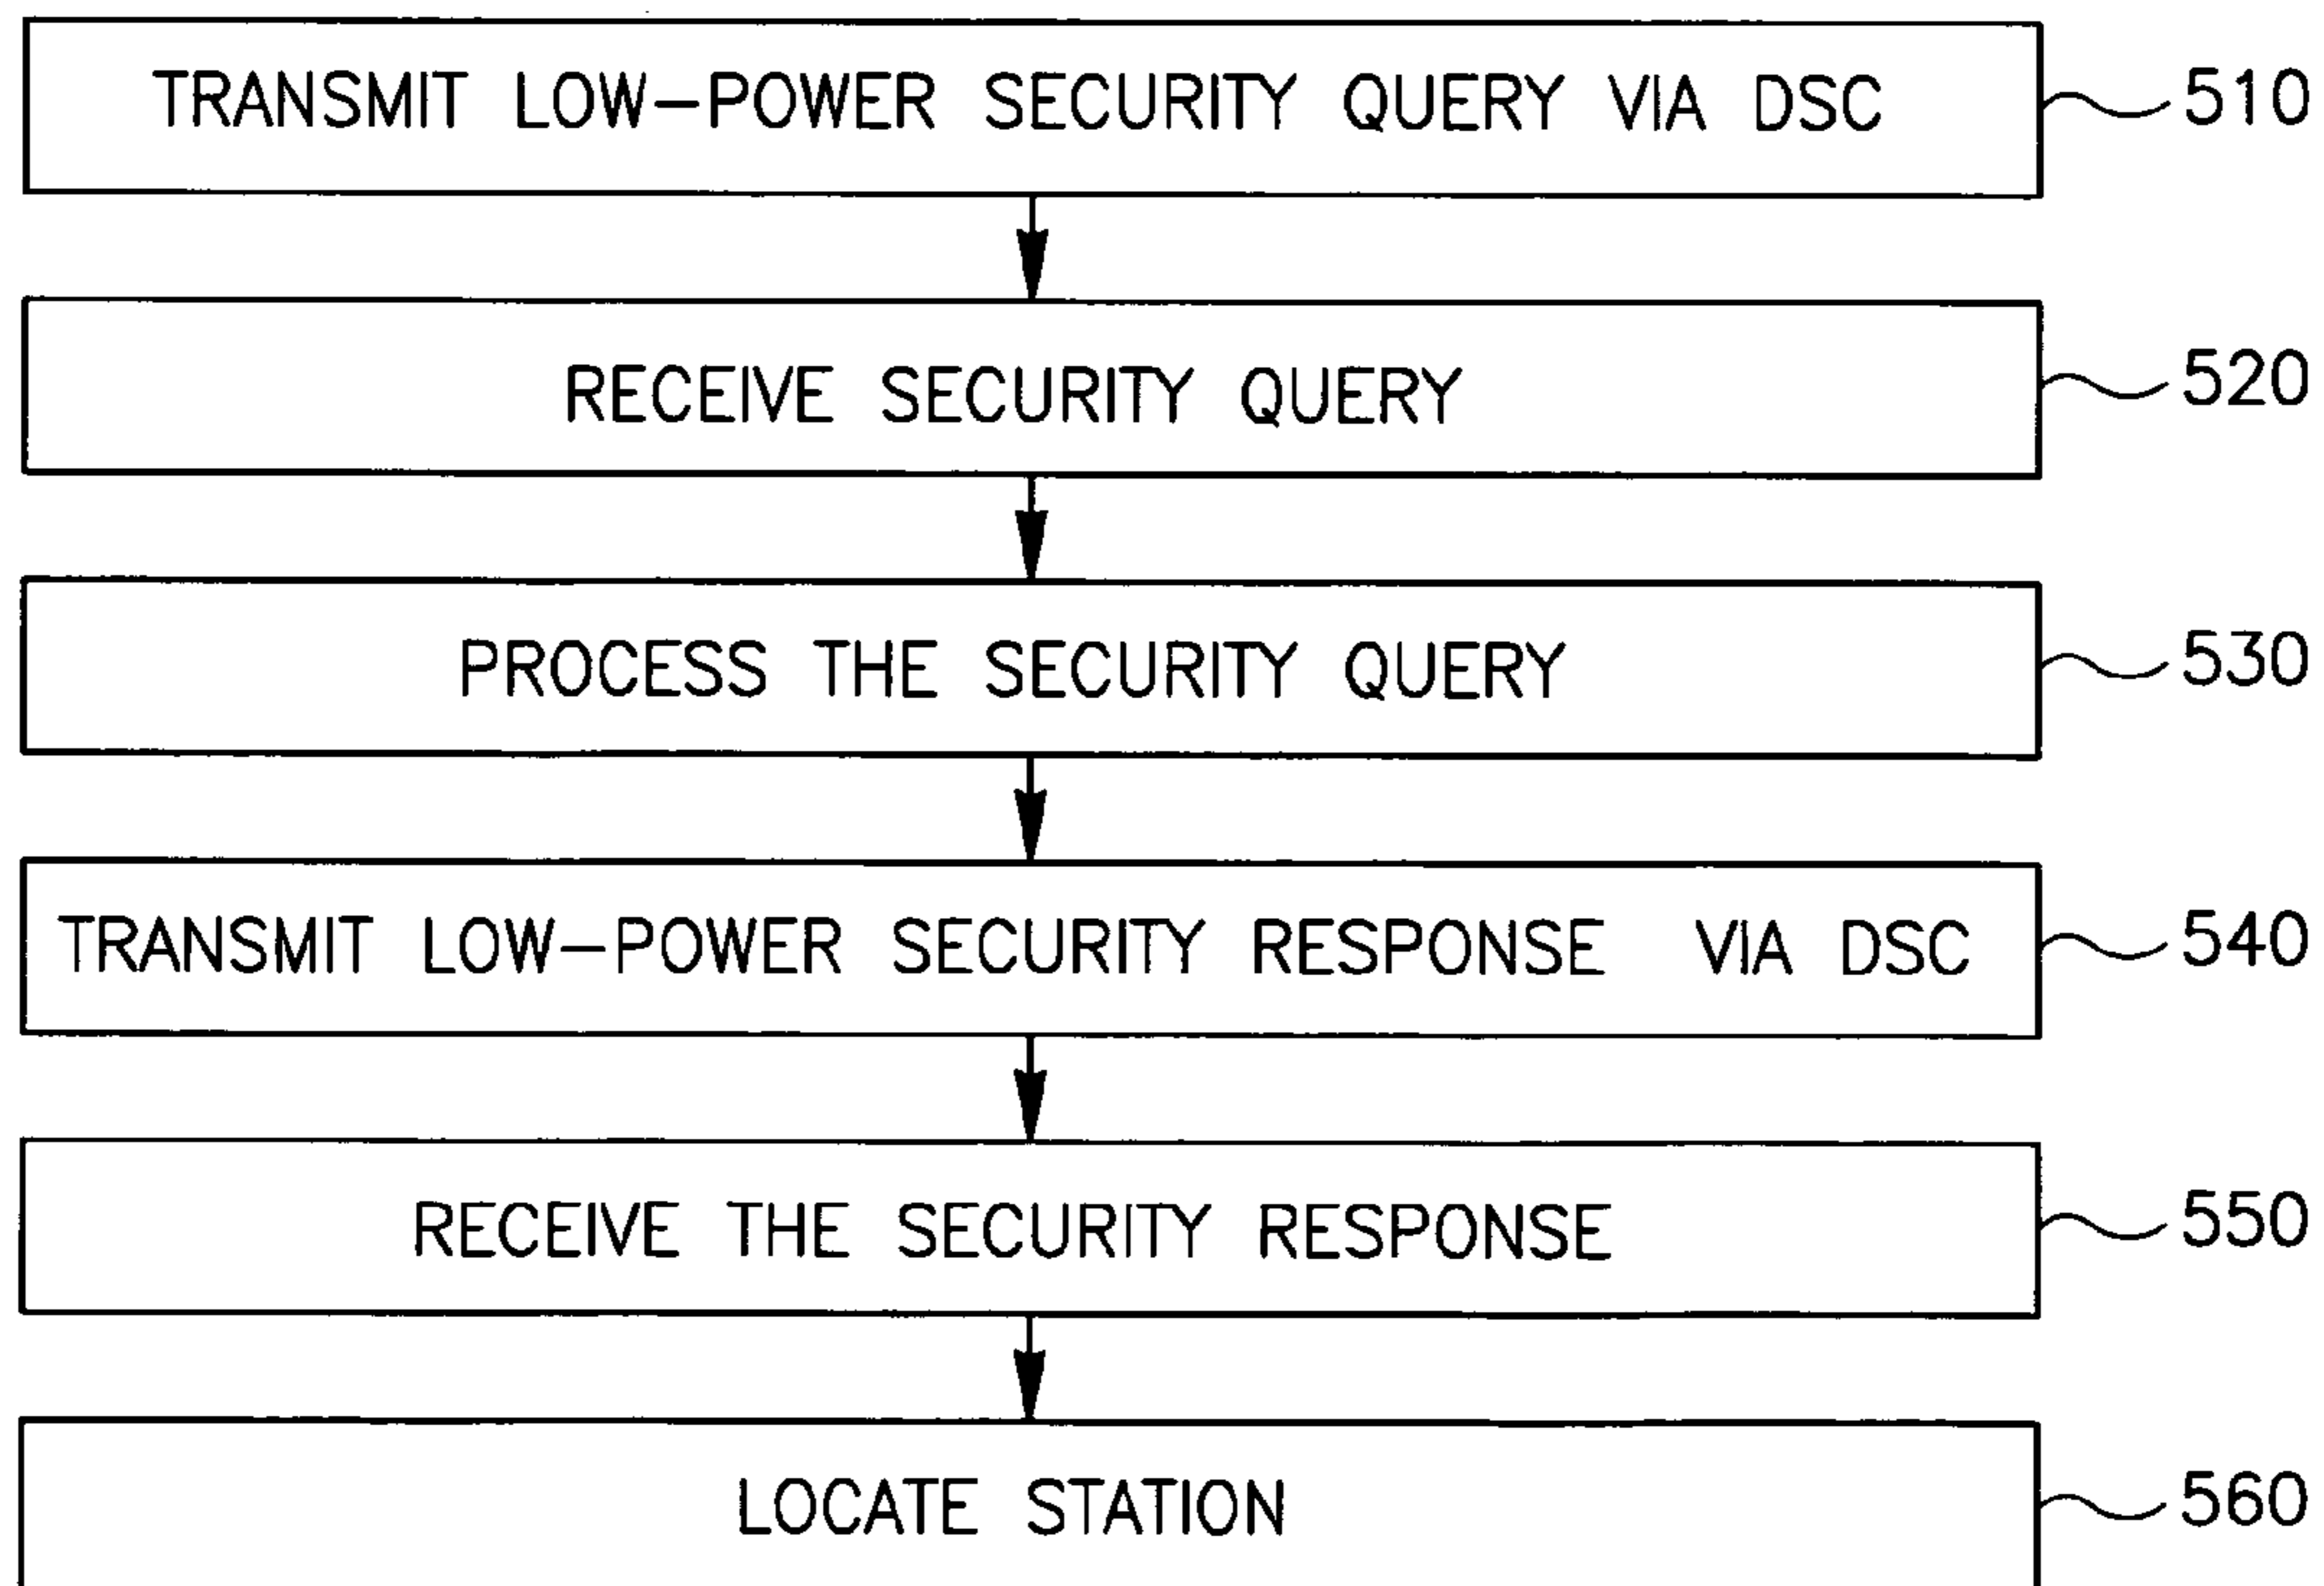 TRANSMIT LOW-POWER SECURITY QUERY VIA DSC 510
RECEIVE SECURITY QUERY 520
PROCESS THE SECURITY QUERY 530
TRANSMIT LOW-POWER SECURITY RESPONSE VIA DSC 540
RECEIVE THE SECURITY RESPONSE 550
LOCATE STATION 560